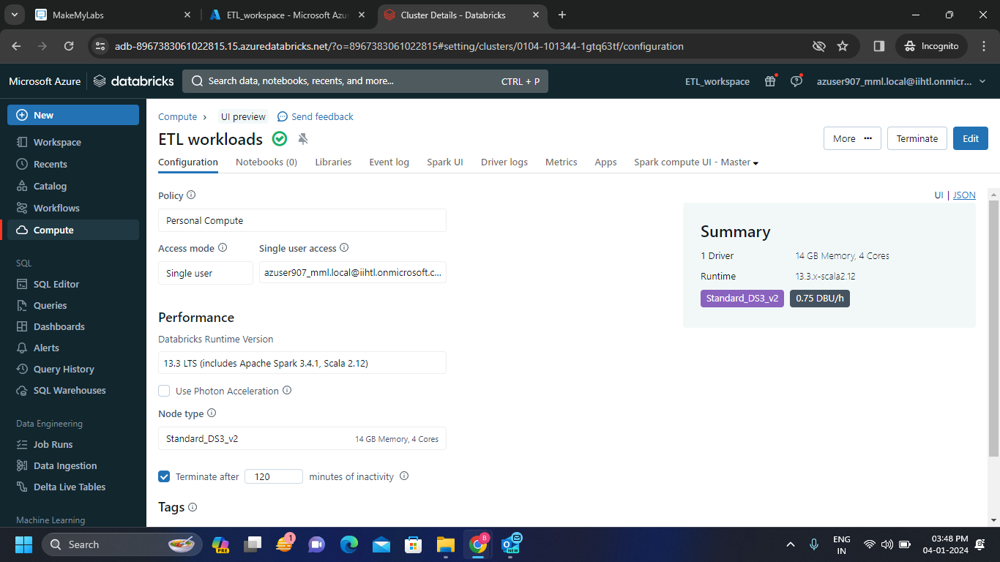 MakeMyLabs
ETL_workspace - Microsoft Azu
Cluster Details - Databricks
adb-8967383061022815.15.azuredatabricks.net/?o=8967383061022815#setting/clusters/0104-101344-1gtq63tf/configuration
Incognito
Microsoft Azure
databricks
Search data, notebooks, recents, and more...
CTRL + P
ETL_workspace
azuser907_mml.local@iihtl.onmicr...
New
Workspace
Recents
Catalog
Workflows
Compute
SQL
SQL Editor
Queries
Dashboards
Alerts
Query History
SQL Warehouses
Data Engineering
Job Runs
Data Ingestion
Delta Live Tables
Machine Learning
Compute
UI preview
Send feedback
ETL workloads
More
Terminate
Edit
Configuration
Notebooks (0)
Libraries
Event log
Spark UI
Driver logs
Metrics
Apps
Spark compute UI - Master
UI | JSON
Policy
Personal Compute
Access mode
Single user access
Single user
azuser907_mml.local@iihtl.onmicrosoft.c...
Performance
Databricks Runtime Version
13.3 LTS (includes Apache Spark 3.4.1, Scala 2.12)
Use Photon Acceleration
Node type
Standard_DS3_v2
14 GB Memory, 4 Cores
Terminate after 120 minutes of inactivity
Tags
Summary
1 Driver
14 GB Memory, 4 Cores
Runtime
13.3.x-scala2.12
Standard_DS3_v2
0.75 DBU/h
Search
PRE
1
8
NEW
ENG
IN
03:48 PM
04-01-2024